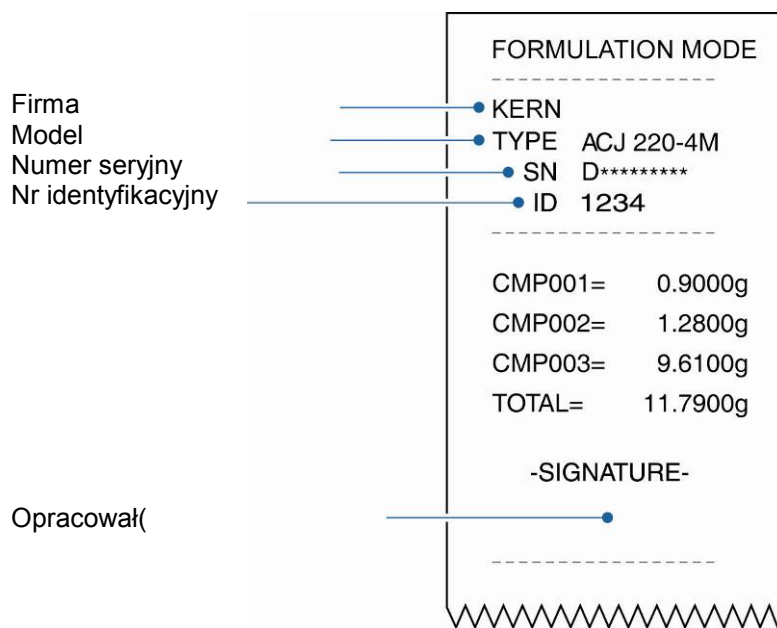 FORMULATION MODE
Firma
KERN
Model
TYPE ACJ 220-4M
Numer seryjny
SN D*********
Nr identyfikacyjny
ID 1234
CMP001= 0.9000g
CMP002= 1.2800g
CMP003= 9.6100g
TOTAL= 11.7900g
-SIGNATURE-
Opracował(